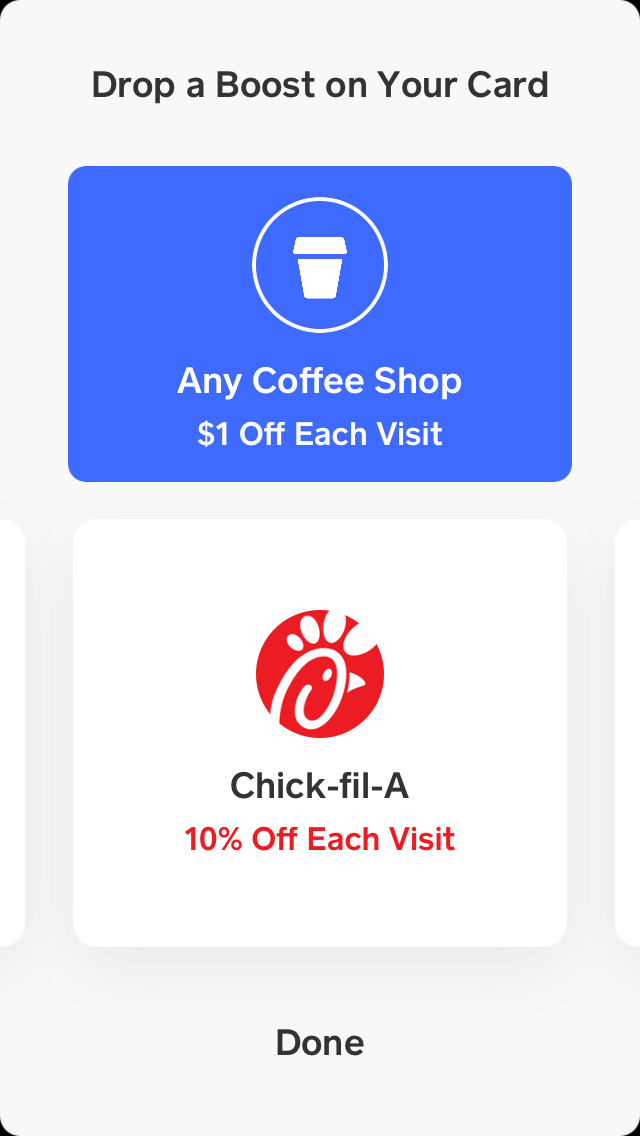 Drop a Boost on Your Card
Any Coffee Shop
$1 Off Each Visit
Chick-fil-A
10% Off Each Visit
Done